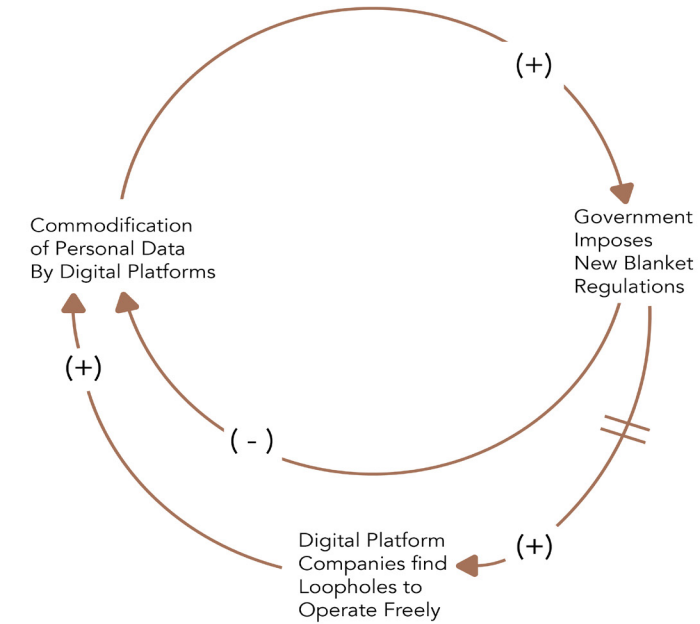 (+)
Commodification
of Personal Data
By Digital Platforms
Government
Imposes
New Blanket
Regulations
(+)
( - )
(+)
Digital Platform
Companies find
Loopholes to
Operate Freely